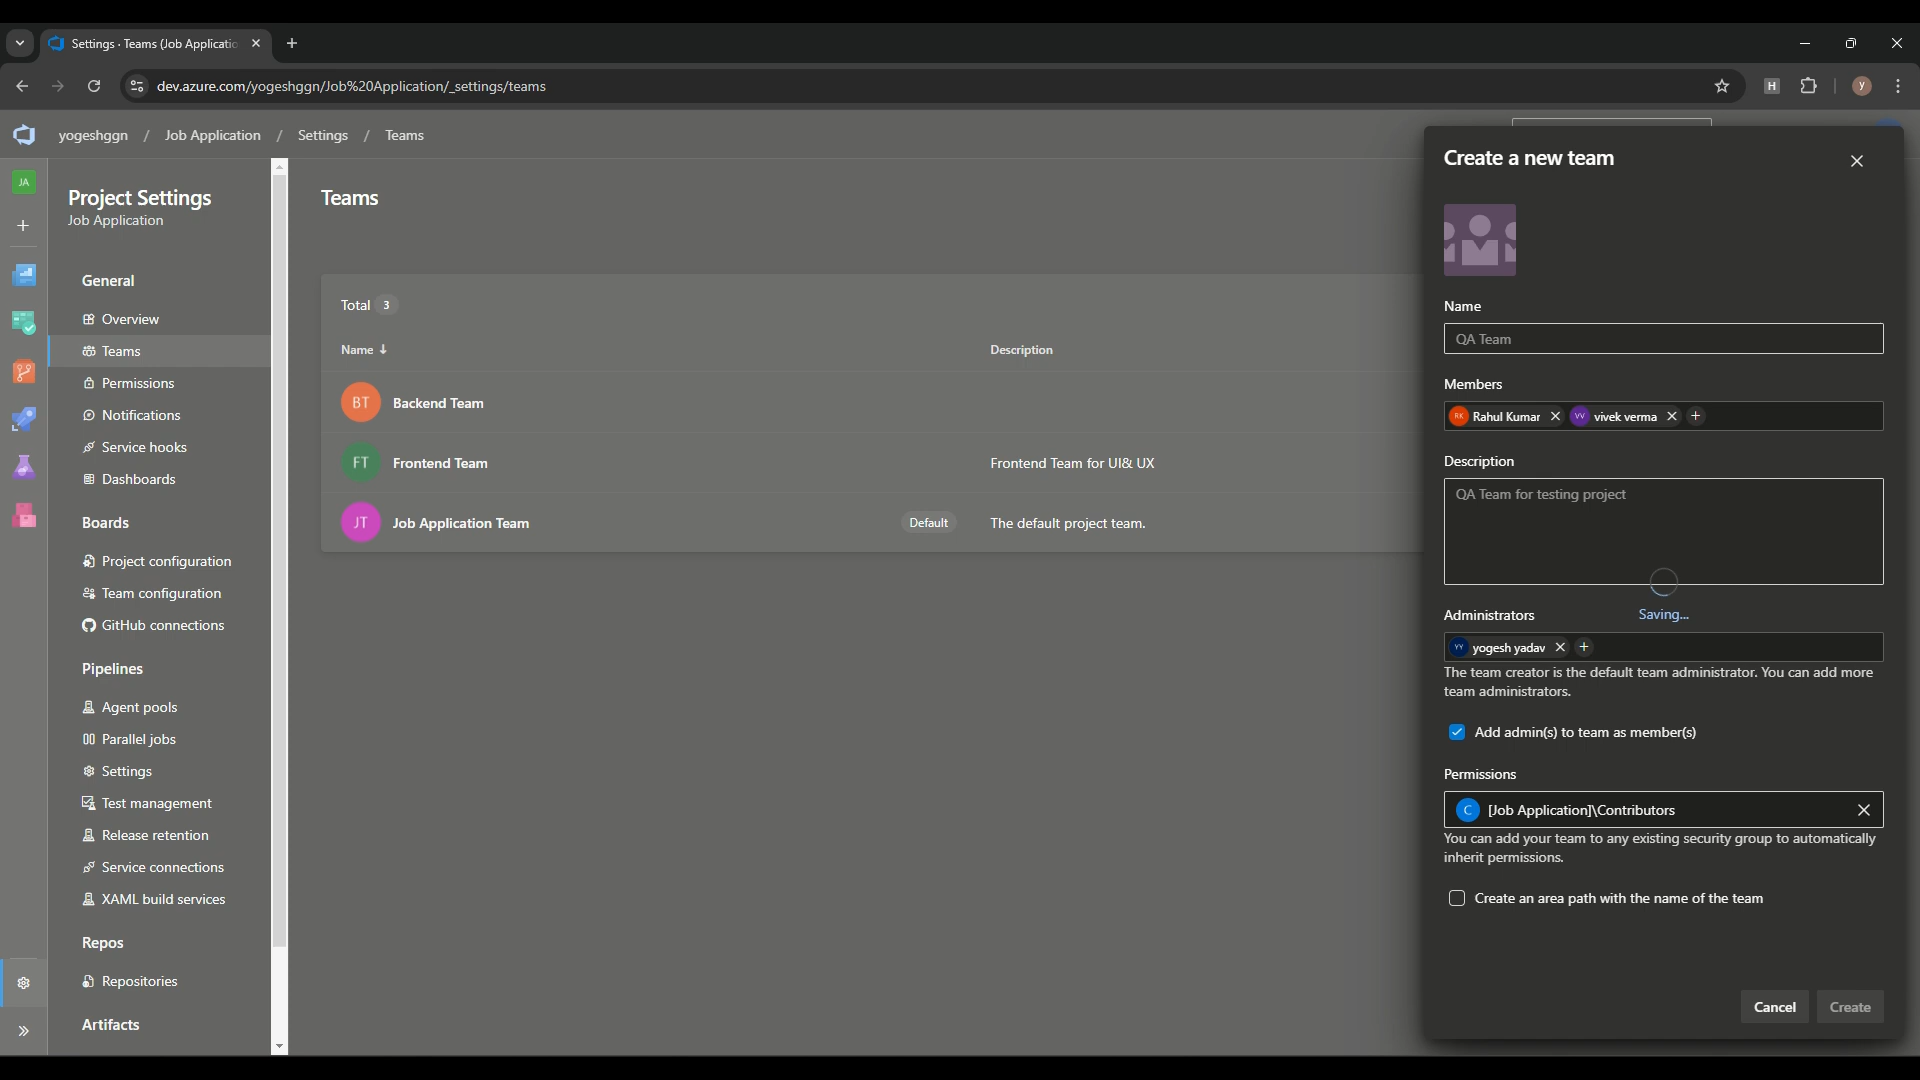 Settings · Teams (Job Applicatio
dev.azure.com/yogeshggn/Job%20Application/_settings/teams
H
y
yogeshggn / Job Application / Settings / Teams
JA
Project Settings
Job Application
General
Overview
Teams
Permissions
Notifications
Service hooks
Dashboards
Boards
Project configuration
Team configuration
GitHub connections
Pipelines
Agent pools
Parallel jobs
Settings
Test management
Release retention
Service connections
XAML build services
Repos
Repositories
Artifacts
Teams
Total 3
Name Description
BT Backend Team
FT Frontend Team Frontend Team for UI& UX
JT Job Application Team Default The default project team.
Create a new team
Name
QA Team
Members
RK Rahul Kumar VV vivek verma
Description
QA Team for testing project
Saving...
Administrators
YY yogesh yadav
The team creator is the default team administrator. You can add more
team administrators.
Add admin(s) to team as member(s)
Permissions
C [Job Application]\Contributors
You can add your team to any existing security group to automatically
inherit permissions.
Create an area path with the name of the team
Cancel Create